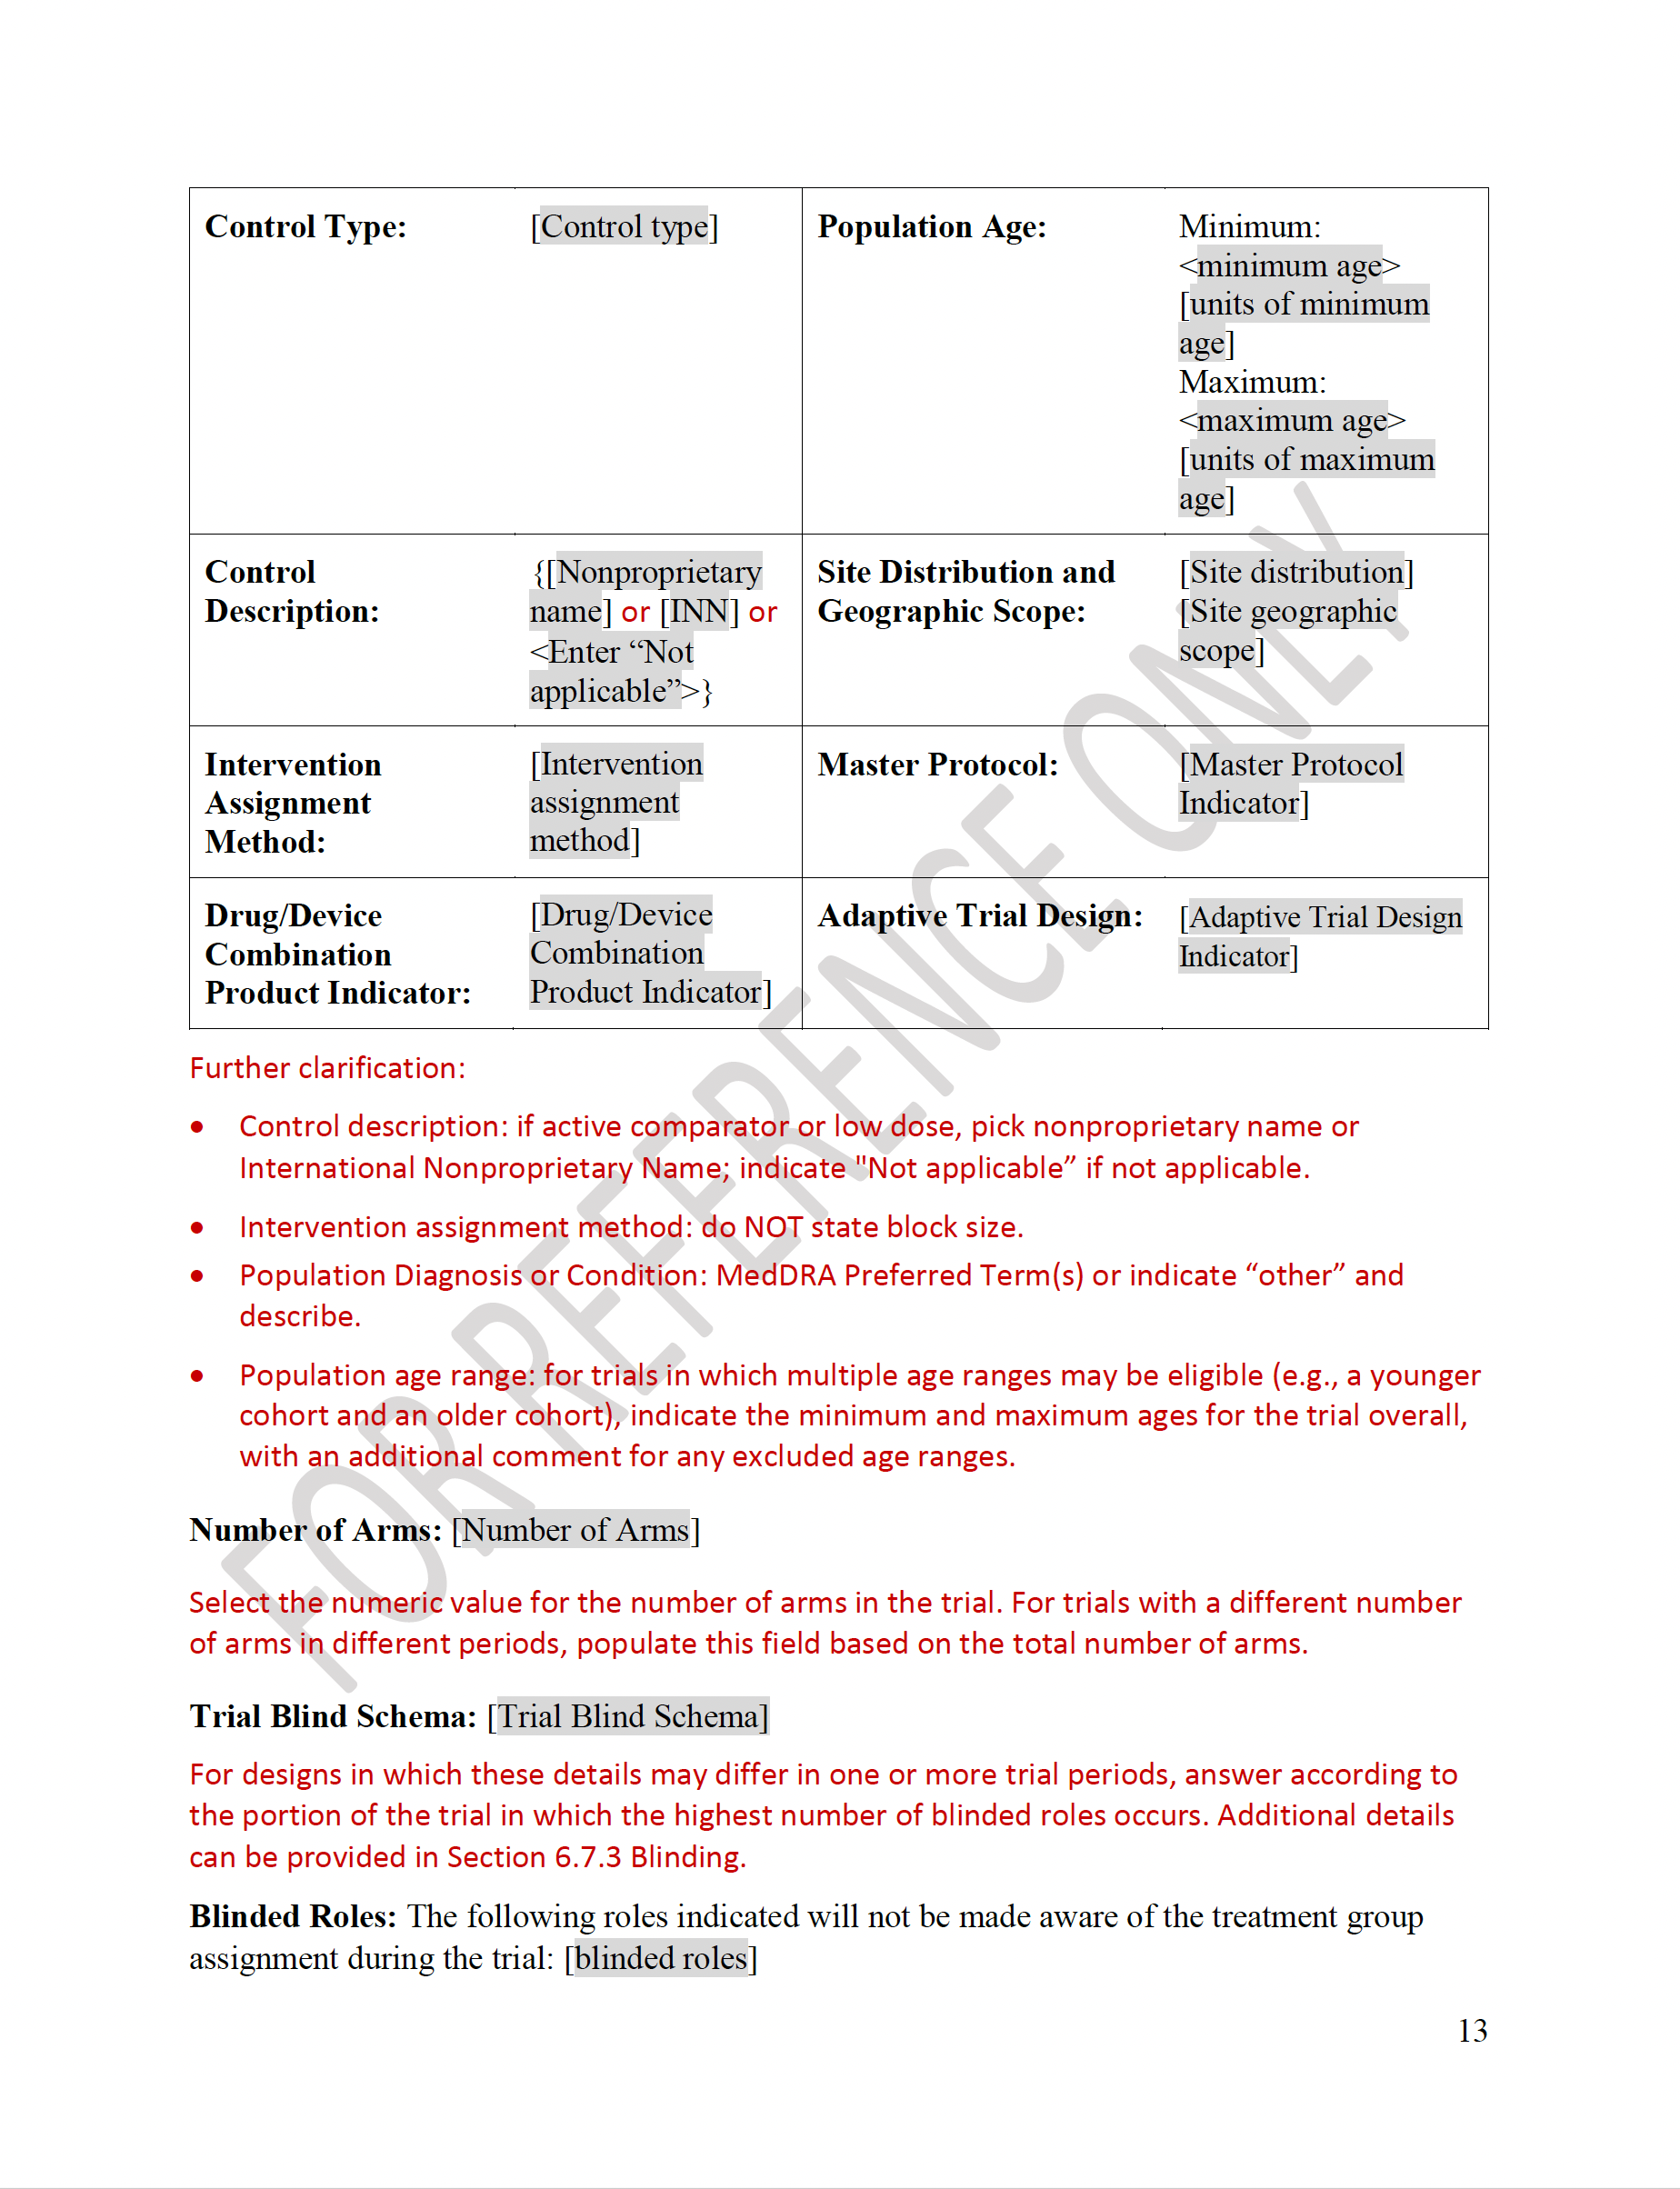 Control Type:
[Control type]
Population Age:
Minimum:
<minimum age>
[units of minimum
age]
Maximum:
<maximum age>
[units of maximum
age]
Control
Description:
{[Nonproprietary
name] or [INN] or
<Enter “Not
applicable”>}
Site Distribution and
Geographic Scope:
[Site distribution]
[Site geographic
scope]
Intervention
Assignment
Method:
[Intervention
assignment
method]
Master Protocol:
[Master Protocol
Indicator]
Drug/Device
Combination
Product Indicator:
[Drug/Device
Combination
Product Indicator]
Adaptive Trial Design:
[Adaptive Trial Design
Indicator]
Further clarification:
• Control description: if active comparator or low dose, pick nonproprietary name or
International Nonproprietary Name; indicate "Not applicable” if not applicable.
• Intervention assignment method: do NOT state block size.
• Population Diagnosis or Condition: MedDRA Preferred Term(s) or indicate “other” and
describe.
• Population age range: for trials in which multiple age ranges may be eligible (e.g., a younger
cohort and an older cohort), indicate the minimum and maximum ages for the trial overall,
with an additional comment for any excluded age ranges.
Number of Arms: [Number of Arms]
Select the numeric value for the number of arms in the trial. For trials with a different number
of arms in different periods, populate this field based on the total number of arms.
Trial Blind Schema: [Trial Blind Schema]
For designs in which these details may differ in one or more trial periods, answer according to
the portion of the trial in which the highest number of blinded roles occurs. Additional details
can be provided in Section 6.7.3 Blinding.
Blinded Roles: The following roles indicated will not be made aware of the treatment group
assignment during the trial: [blinded roles]
13
FOR REFERENCE ONLY